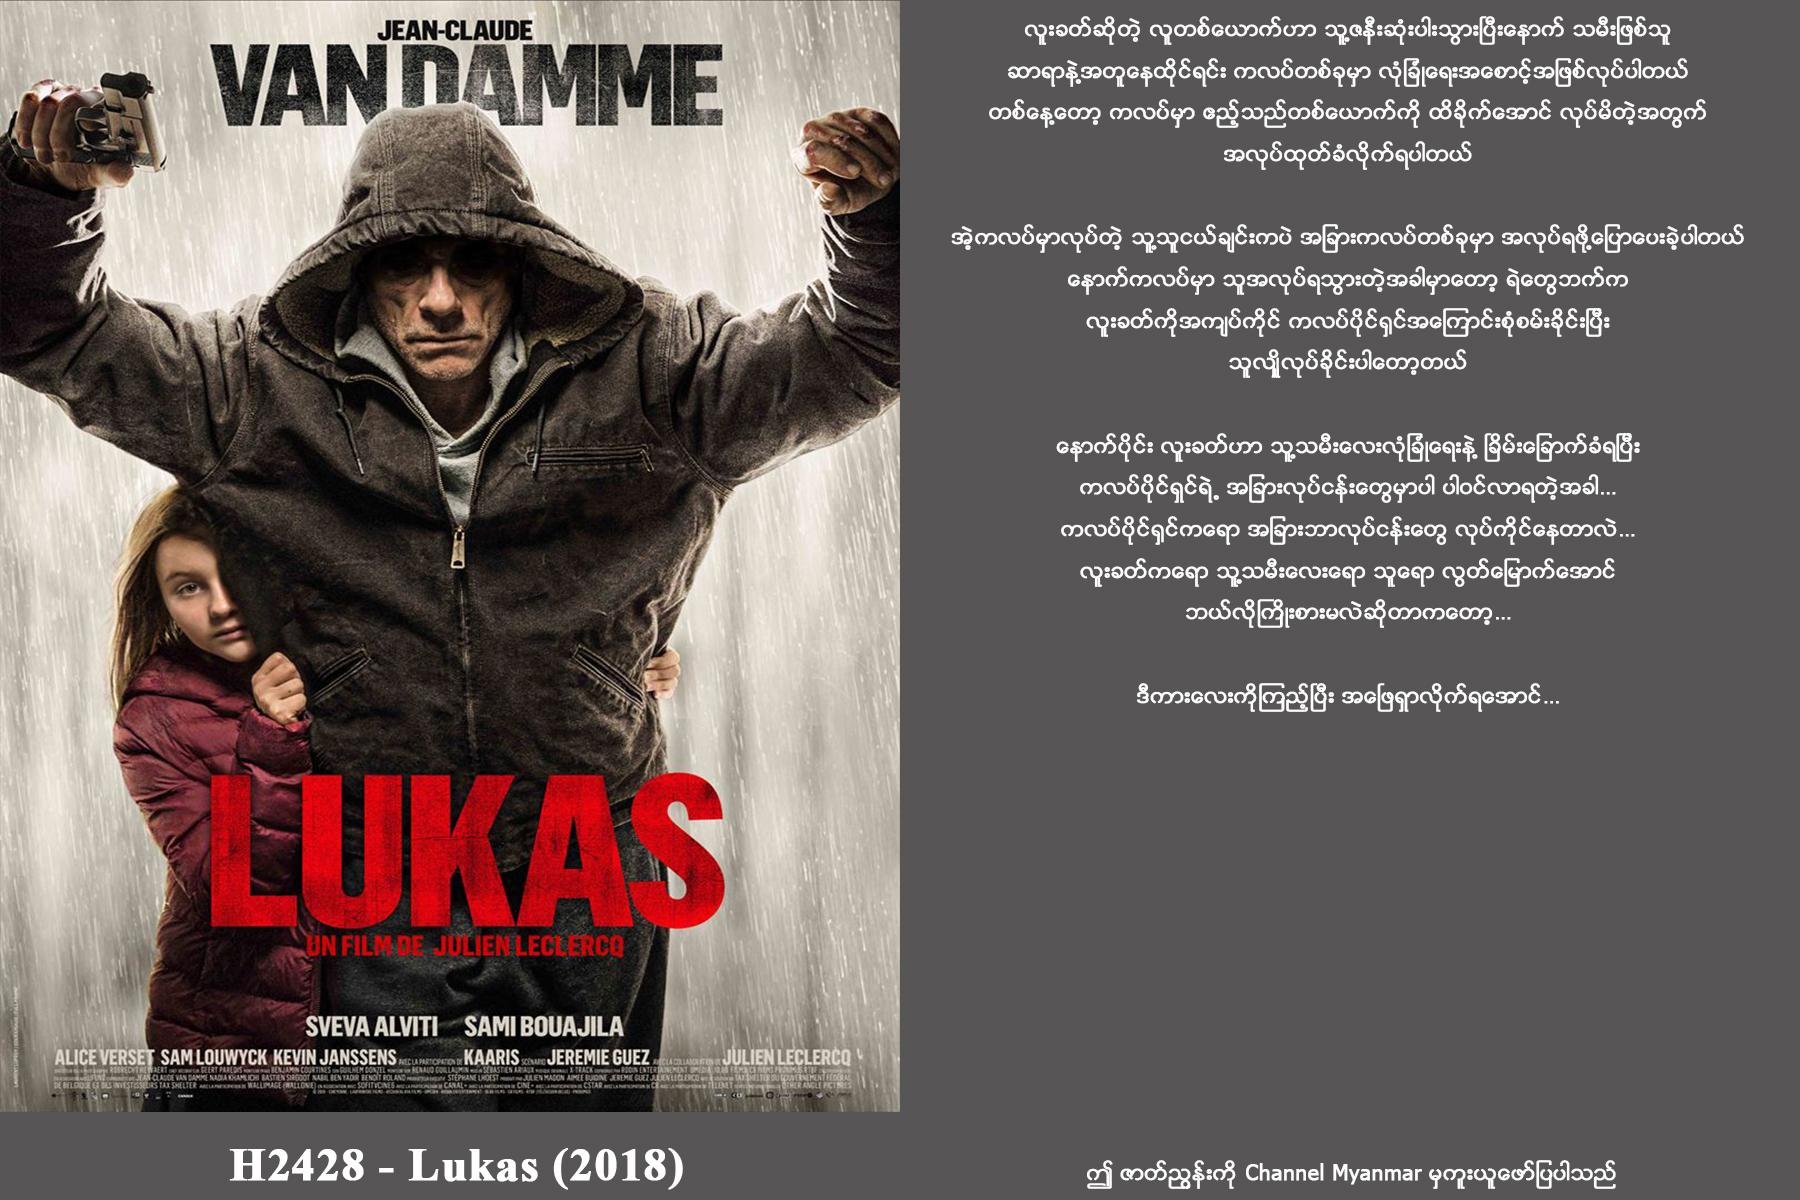 JEAN-CLAUDE
VAN DAMME
LUKAS
UN FILM DE JULIEN LECLERCQ
SVEVA ALVITI SAMI BOUAJILA
ALICE VERSET SAM LOUWYCK KEVIN JANSSENS AVEC LA PARTICIPATION DE KAARIS SCÉNARIO JEREMIE GUEZ AVEC LA COLLABORATION DE JULIEN LECLERCQ
H2428 - Lukas (2018)
လူးခတ်ဆိုတဲ့ လူတစ်ယောက်ဟာ သူ့ဇနီးဆုံးပါးသွားပြီးနောက် သမီးဖြစ်သူ
ဆာရာနဲ့အတူနေထိုင်ရင်း ကလပ်တစ်ခုမှာ လုံခြုံရေးအစောင့်အဖြစ်လုပ်ပါတယ်
တစ်နေ့တော့ ကလပ်မှာ ဧည့်သည်တစ်ယောက်ကို ထိခိုက်အောင် လုပ်မိတဲ့အတွက်
အလုပ်ထုတ်ခံလိုက်ရပါတယ်
အဲ့ကလပ်မှာလုပ်တဲ့ သူ့သူငယ်ချင်းကပဲ အခြားကလပ်တစ်ခုမှာ အလုပ်ရဖို့ပြောပေးခဲ့ပါတယ်
နောက်ကလပ်မှာ သူအလုပ်ရသွားတဲ့အခါမှာတော့ ရဲတွေဘက်က
လူးခတ်ကိုအကျပ်ကိုင် ကလပ်ပိုင်ရှင်အကြောင်းစုံစမ်းခိုင်းပြီး
သူလျှိုလုပ်ခိုင်းပါတော့တယ်
နောက်ပိုင်း လူးခတ်ဟာ သူ့သမီးလေးလုံခြုံရေးနဲ့ ခြိမ်းခြောက်ခံရပြီး
ကလပ်ပိုင်ရှင်ရဲ့ အခြားလုပ်ငန်းတွေမှာပါ ပါဝင်လာရတဲ့အခါ...
ကလပ်ပိုင်ရှင်ကရော အခြားဘာလုပ်ငန်းတွေ လုပ်ကိုင်နေတာလဲ...
လူးခတ်ကရော သူ့သမီးလေးရော သူရော လွတ်မြောက်အောင်
ဘယ်လိုကြိုးစားမလဲဆိုတာကတော့...
ဒီကားလေးကိုကြည့်ပြီး အဖြေရှာလိုက်ရအောင်...
ဤ ဇာတ်ညွှန်းကို Channel Myanmar မှကူးယူဖော်ပြပါသည်